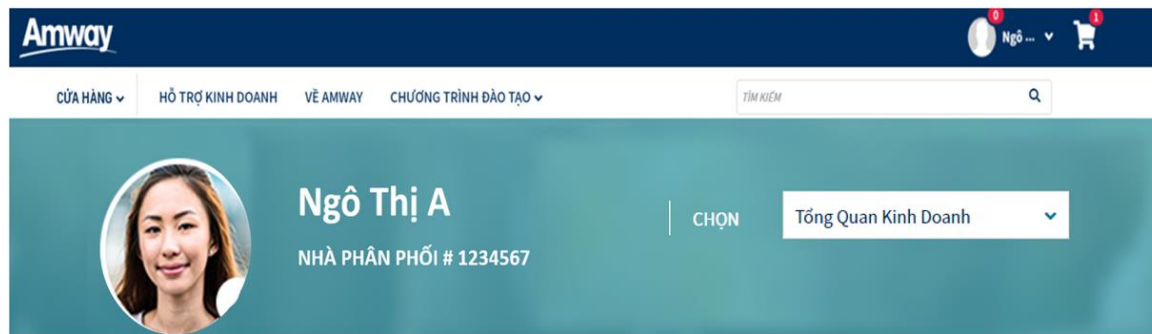 Amway
0
Ngô ...
1
CỬA HÀNG
HỖ TRỢ KINH DOANH
VỀ AMWAY
CHƯƠNG TRÌNH ĐÀO TẠO
TÌM KIẾM
Ngô Thị A
NHÀ PHÂN PHỐI # 1234567
CHỌN
Tổng Quan Kinh Doanh